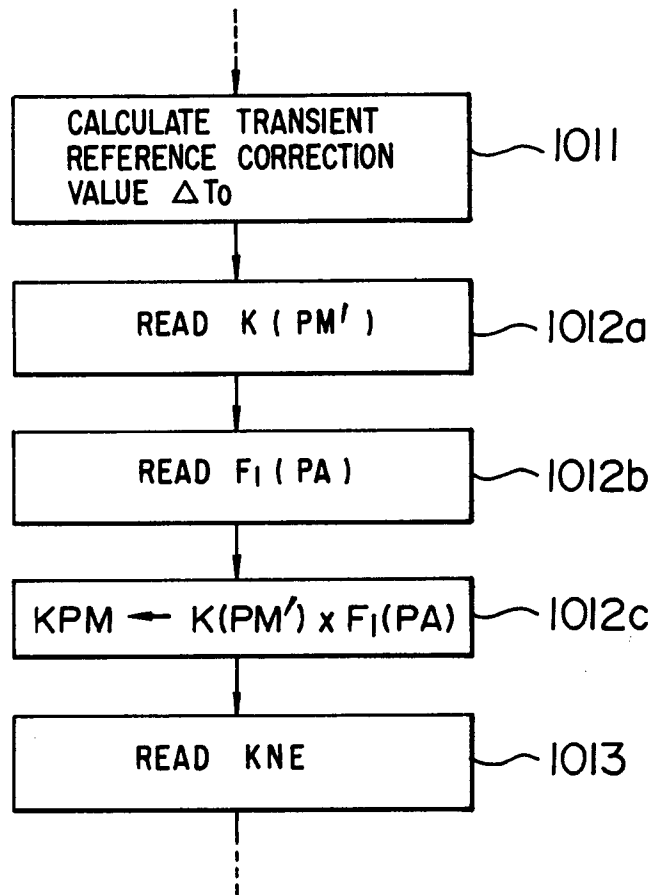 CALCULATE TRANSIENT
REFERENCE CORRECTION
VALUE △To
1011
READ K ( PM′ )
1012a
READ F1 ( PA )
1012b
KPM ← K(PM′) x F1(PA)
1012c
READ KNE
1013